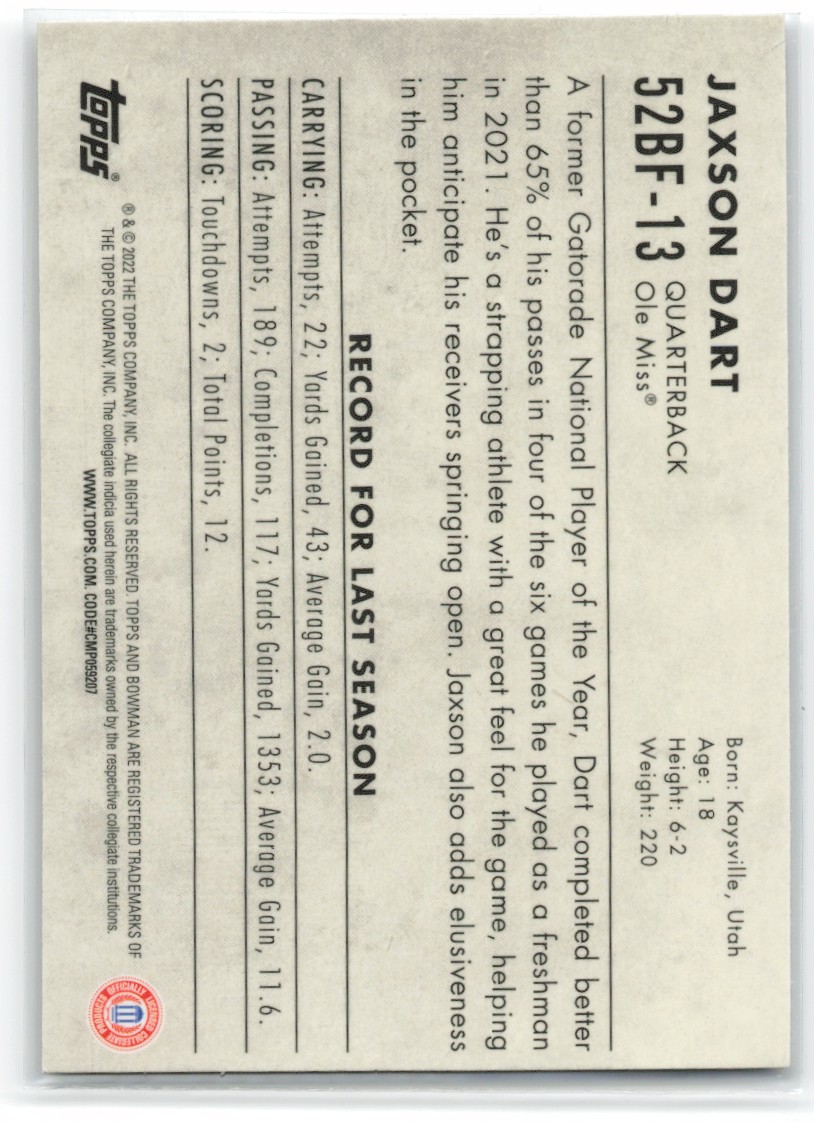 JAXSON DART
52BF-13
QUARTERBACK
Ole Miss®
Born: Kaysville, Utah
Age: 18
Height: 6-2
Weight: 220
A former Gatorade National Player of the Year, Dart completed better
than 65% of his passes in four of the six games he played as a freshman
in 2021. He's a strapping athlete with a great feel for the game, helping
him anticipate his receivers springing open. Jaxson also adds elusiveness
in the pocket.
RECORD FOR LAST SEASON
CARRYING: Attempts, 22; Yards Gained, 43; Average Gain, 2.0.
PASSING: Attempts, 189; Completions, 117; Yards Gained, 1353; Average Gain, 11.6.
SCORING: Touchdowns, 2; Total Points, 12.
topps®
® & © 2022 THE TOPPS COMPANY, INC. ALL RIGHTS RESERVED. TOPPS AND BOWMAN ARE REGISTERED TRADEMARKS OF
THE TOPPS COMPANY, INC. The collegiate indicia used herein are trademarks owned by the respective collegiate institutions.
WWW.TOPPS.COM. CODE#CMP059207
OFFICIALLY LICENSED
COLLEGIATE PRODUCTS